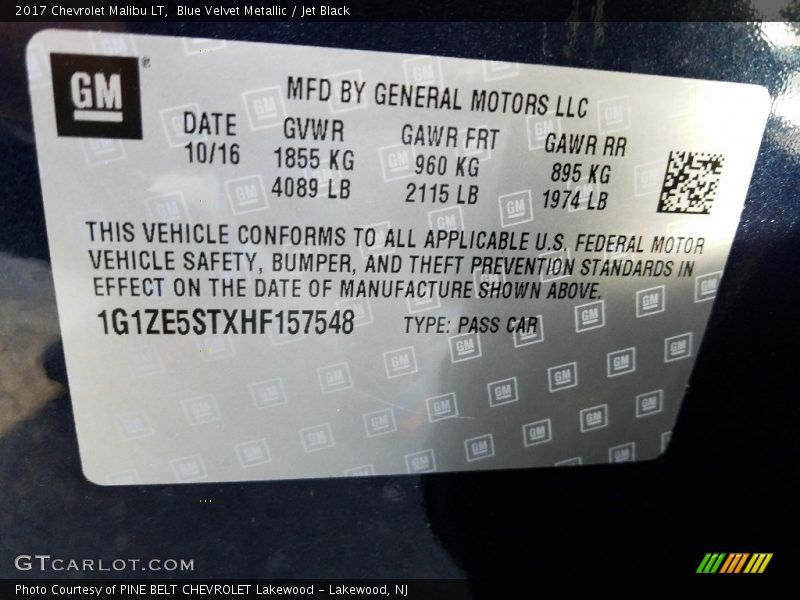 2017 Chevrolet Malibu LT,  Blue Velvet Metallic / Jet Black
GM®
MFD BY GENERAL MOTORS LLC
DATE GVWR GAWR FRT GAWR RR
10/16 1855 KG 960 KG 895 KG
4089 LB 2115 LB 1974 LB
THIS VEHICLE CONFORMS TO ALL APPLICABLE U.S. FEDERAL MOTOR
VEHICLE SAFETY, BUMPER, AND THEFT PREVENTION STANDARDS IN
EFFECT ON THE DATE OF MANUFACTURE SHOWN ABOVE.
1G1ZE5STXHF157548 TYPE: PASS CAR
GTCARLOT.COM
Photo Courtesy of PINE BELT CHEVROLET Lakewood - Lakewood, NJ